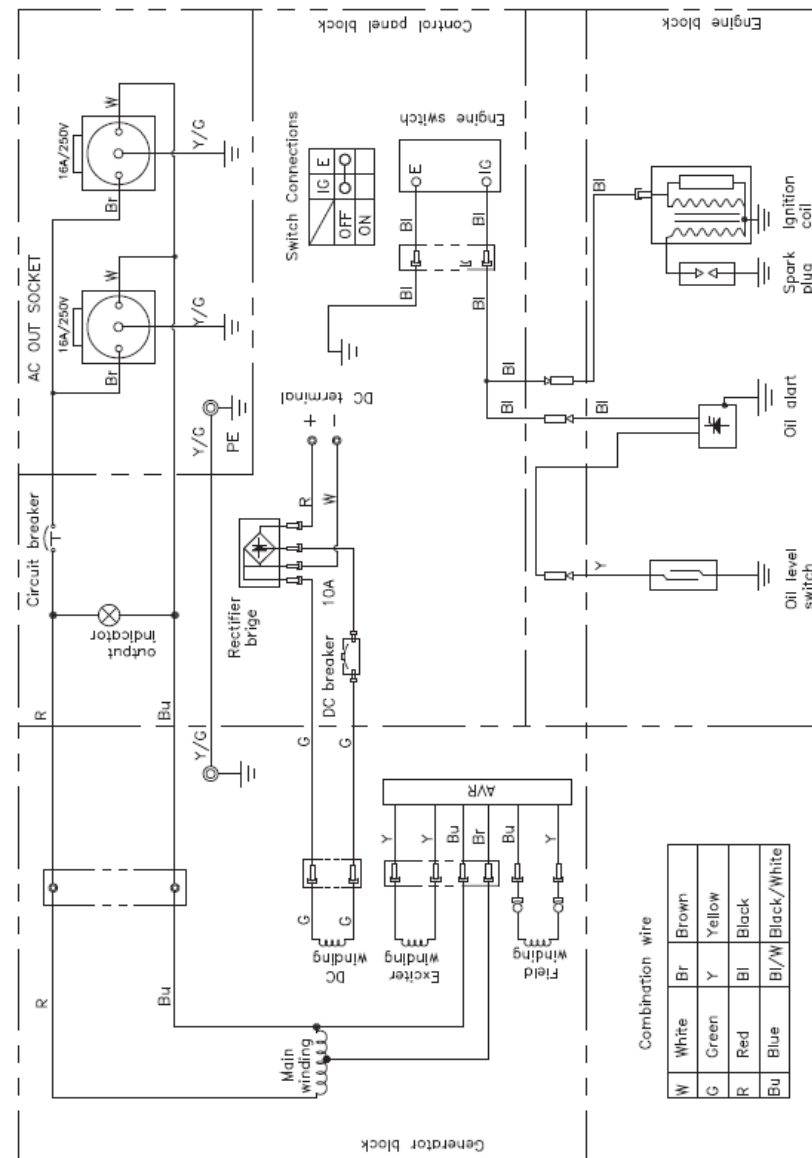 Control panel block
Engine block
AC OUT SOCKET
16A/250V
16A/250V
Br
W
Y/G
Br
W
Y/G
Switch Connections
IG
E
OFF
ON
Engine switch
E
IG
Bl
Bl
Bl
Bl
Bl
Bl
Bl
Bl
Ignition
coil
Spark
plug
Oil alart
Oil level
switch
Y
Circuit breaker
output
indicator
Y/G
PE
Y/G
DC terminal
+
-
R
W
Rectifier
brige
10A
DC breaker
R
Bu
G
G
AVR
Y
Y
Bu
Br
Bu
Y
G
G
DC
winding
Exciter
winding
Field
winding
R
Bu
Main
winding
Generator block
Combination wire
W White Br Brown
G Green Y Yellow
R Red Bl Black
Bu Blue Bl/W Black/White